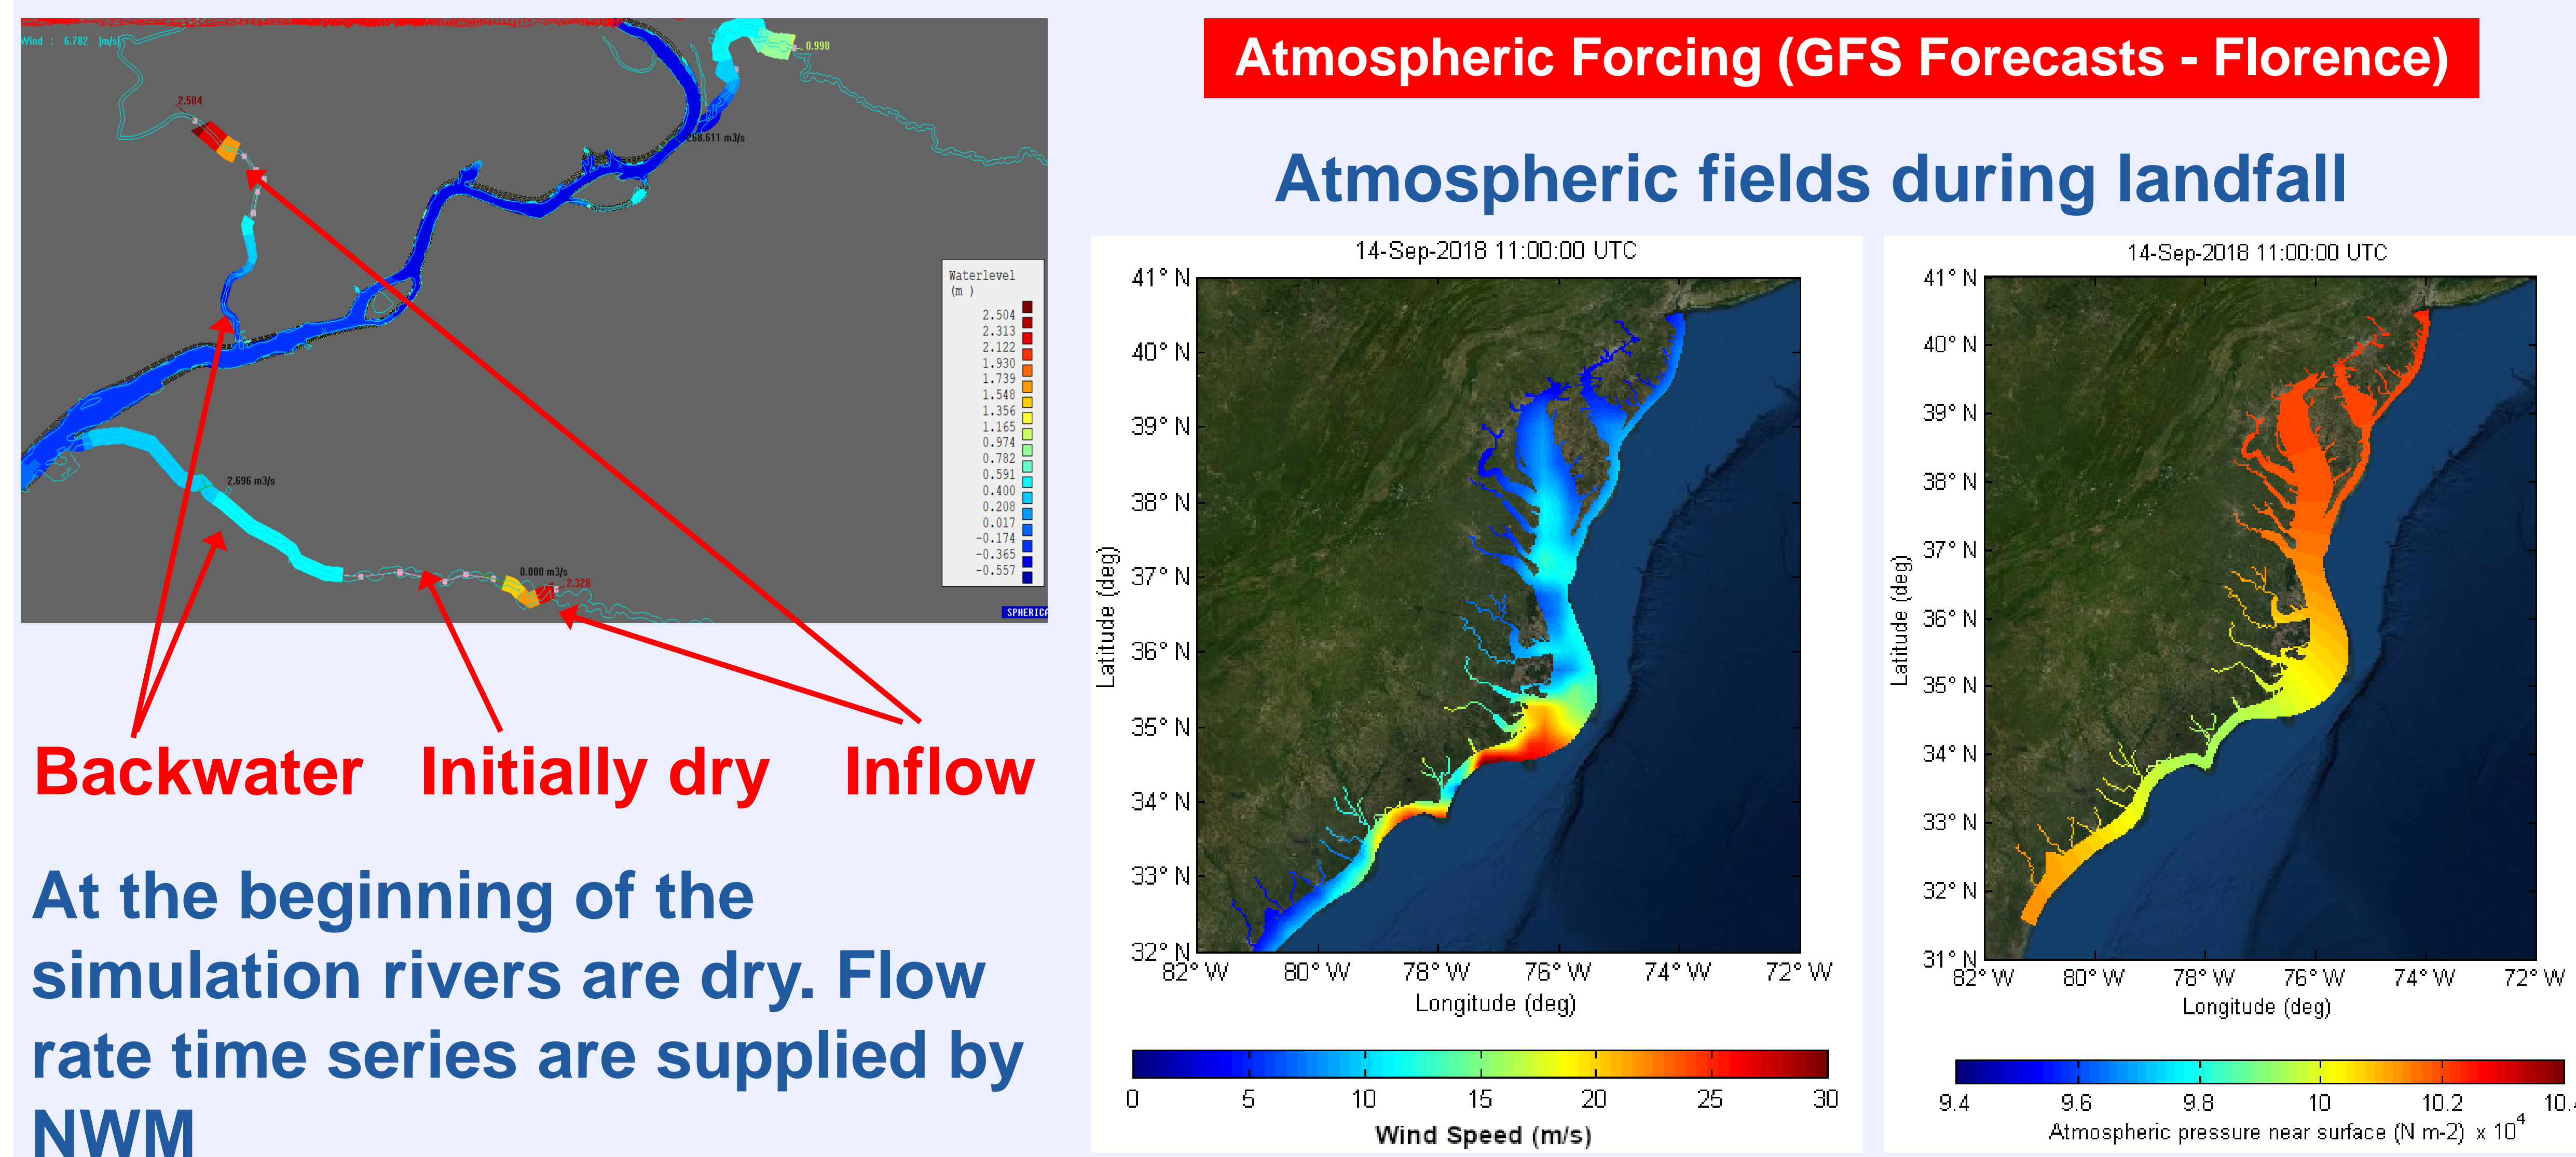 Wind : 6.782 (m/s)
0.998
2.504
268.611 m3/s
Waterlevel
(m )
2.504
2.313
2.122
1.930
1.739
1.548
1.356
1.165
0.974
0.782
0.591
0.400
0.208
0.017
-0.174
-0.365
-0.557
2.696 m3/s
0.000 m3/s
2.328
Backwater Initially dry Inflow
At the beginning of the
simulation rivers are dry. Flow
rate time series are supplied by
NWM
Atmospheric Forcing (GFS Forecasts - Florence)
Atmospheric fields during landfall
14-Sep-2018 11:00:00 UTC
41° N
40° N
39° N
38° N
37° N
36° N
35° N
34° N
33° N
32° N
Latitude (deg)
82° W 80° W 78° W 76° W 74° W 72° W
Longitude (deg)
0 5 10 15 20 25 30
Wind Speed (m/s)
14-Sep-2018 11:00:00 UTC
41° N
40° N
39° N
38° N
37° N
36° N
35° N
34° N
33° N
32° N
31° N
Latitude (deg)
82° W 80° W 78° W 76° W 74° W 72° W
Longitude (deg)
9.4 9.6 9.8 10 10.2
Atmospheric pressure near surface (N m-2) x 10⁴